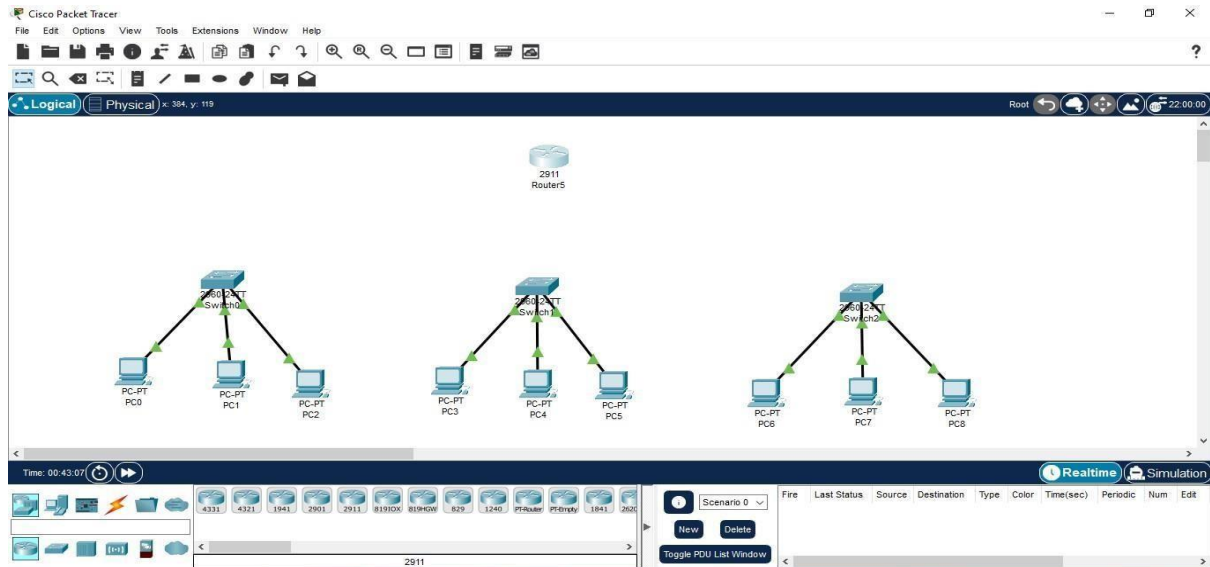 Cisco Packet Tracer
File Edit Options View Tools Extensions Window Help
?
Logical Physical x: 384, y: 119 Root 22:00:00
2911
Router5
2960-24TT
Switch0
2960-24TT
Switch1
2960-24TT
Switch2
PC-PT
PC0
PC-PT
PC1
PC-PT
PC2
PC-PT
PC3
PC-PT
PC4
PC-PT
PC5
PC-PT
PC6
PC-PT
PC7
PC-PT
PC8
Time: 00:43:07 Realtime Simulation
4331 4321 1941 2901 2911 819IOX 819HGW 829 1240 PT-Router PT-Empty 1841
2911
Scenario 0
New Delete
Toggle PDU List Window
Fire Last Status Source Destination Type Color Time(sec) Periodic Num Edit